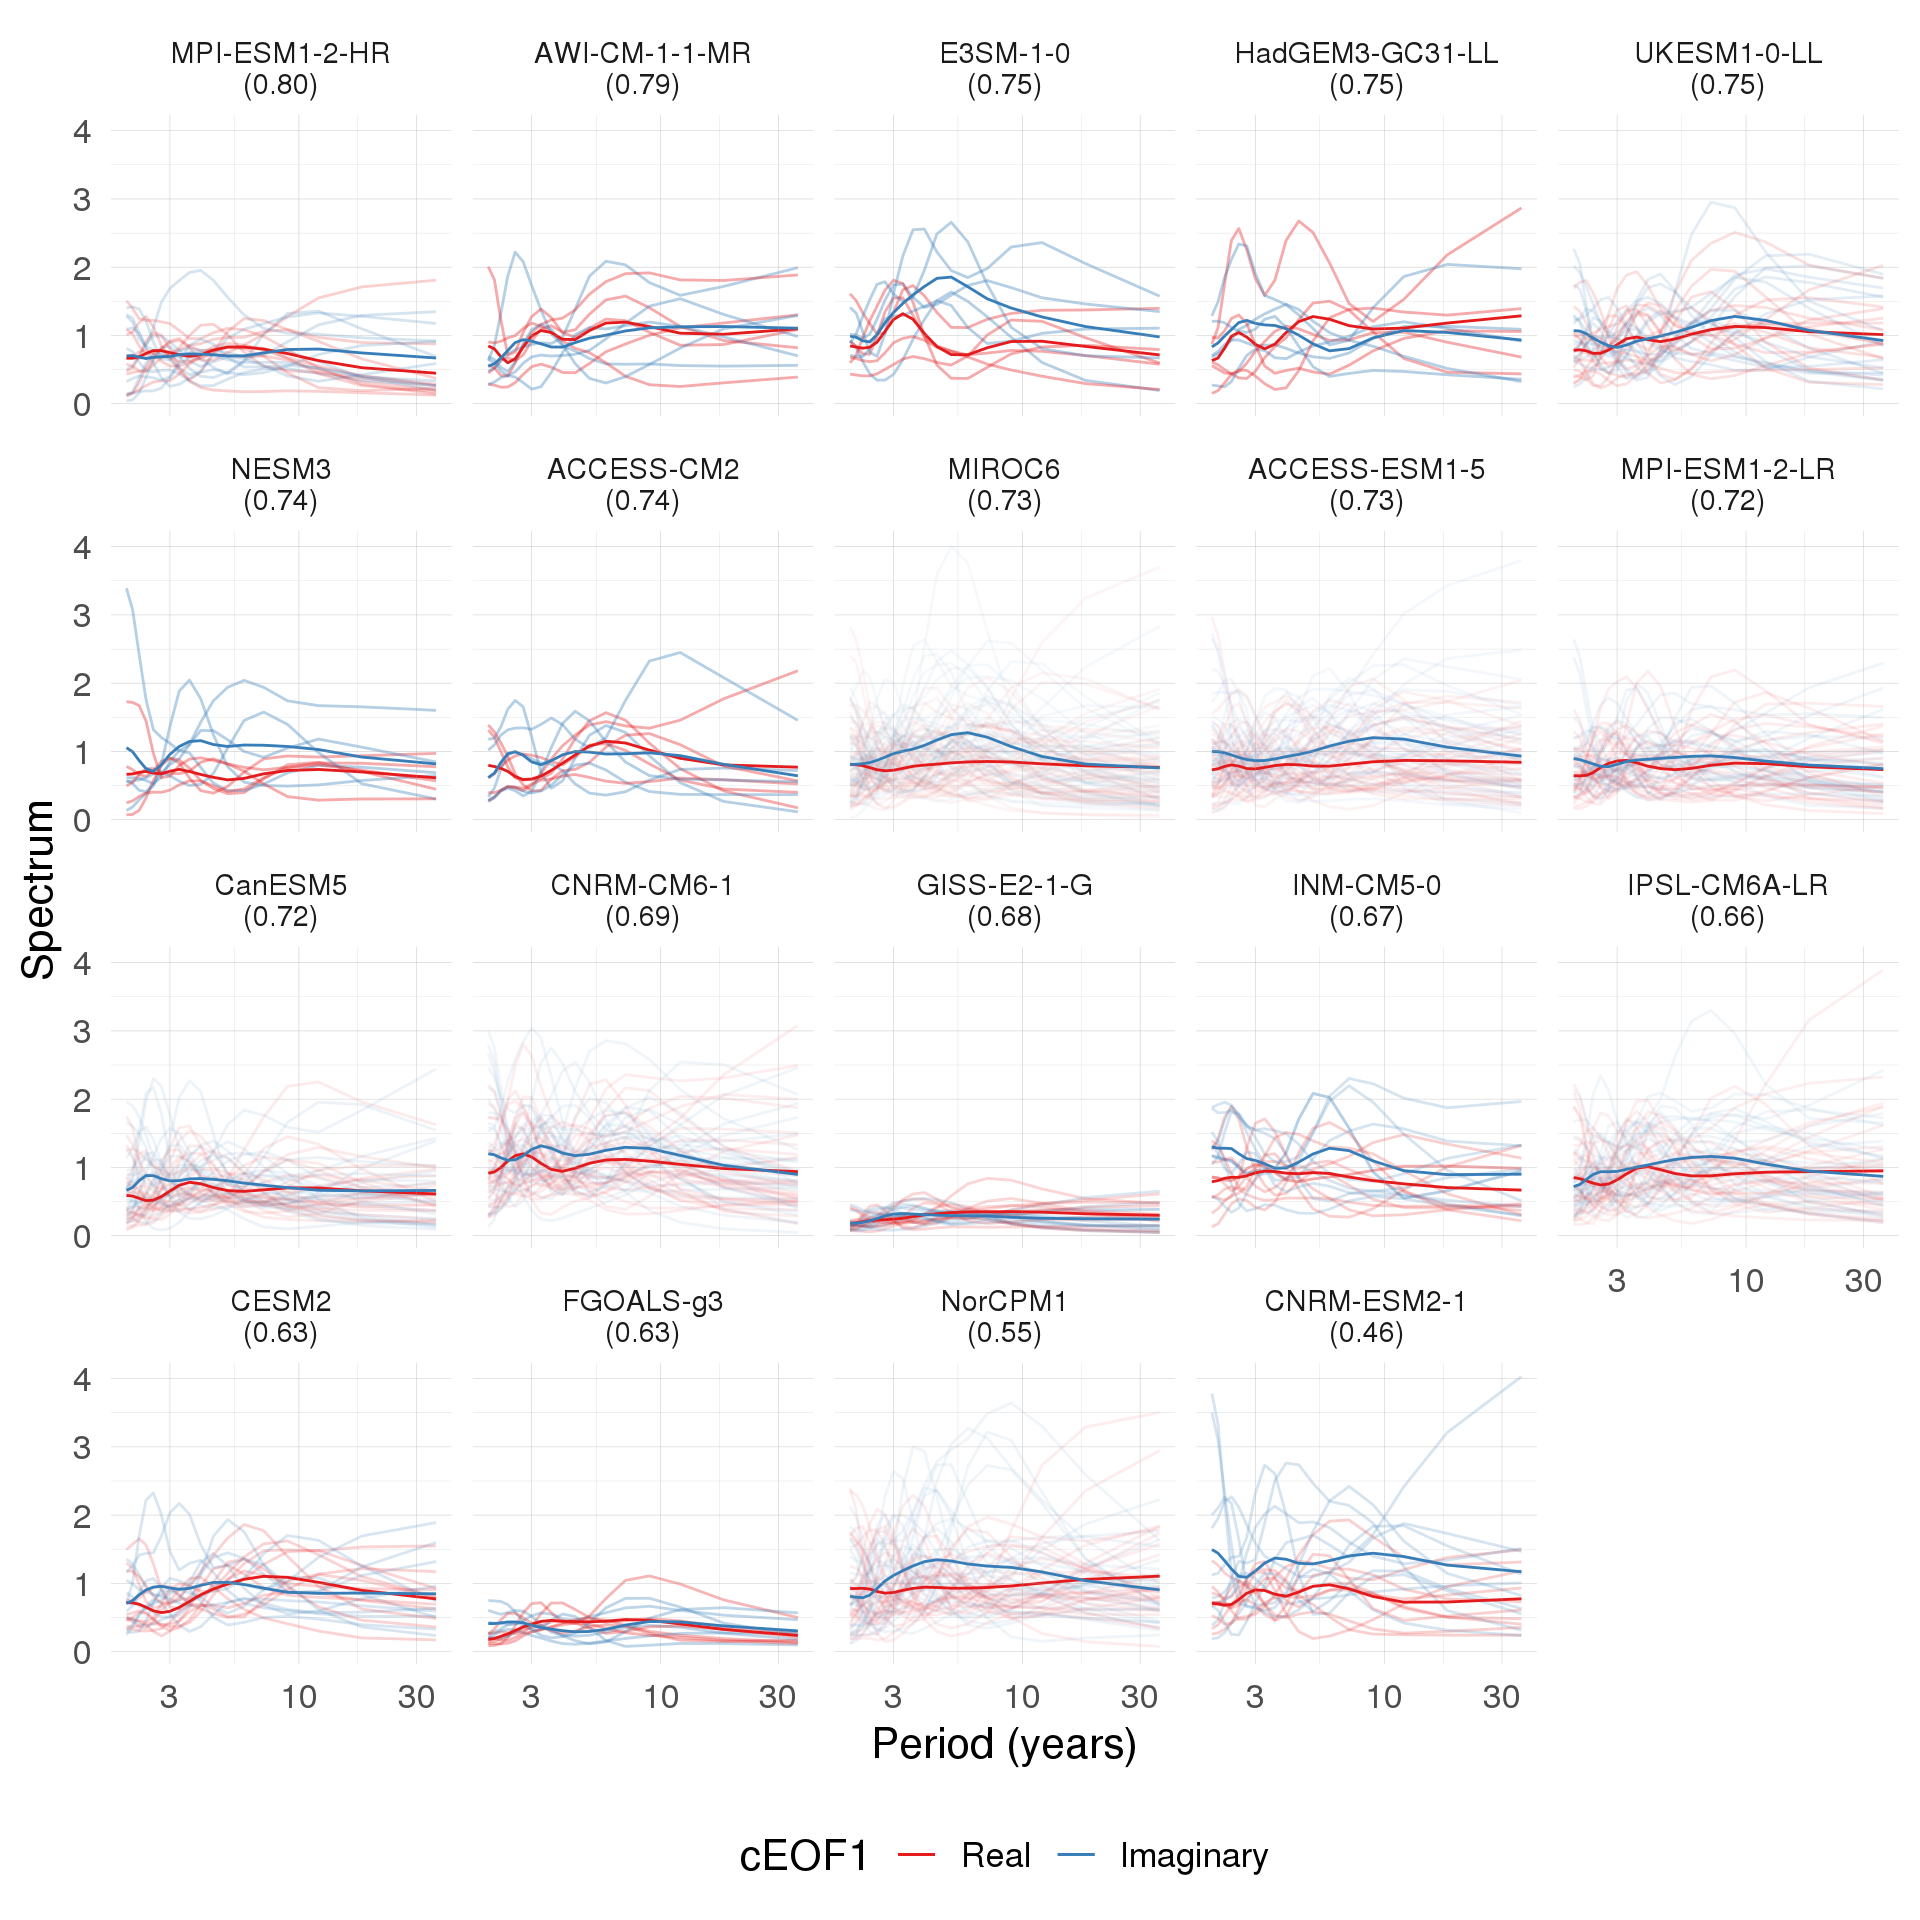 MPI-ESM1-2-HR
(0.80)
AWI-CM-1-1-MR
(0.79)
E3SM-1-0
(0.75)
HadGEM3-GC31-LL
(0.75)
UKESM1-0-LL
(0.75)
4
3
2
1
0
NESM3
(0.74)
ACCESS-CM2
(0.74)
MIROC6
(0.73)
ACCESS-ESM1-5
(0.73)
MPI-ESM1-2-LR
(0.72)
4
3
2
1
0
Spectrum
CanESM5
(0.72)
CNRM-CM6-1
(0.69)
GISS-E2-1-G
(0.68)
INM-CM5-0
(0.67)
IPSL-CM6A-LR
(0.66)
4
3
2
1
0
3 10 30
CESM2
(0.63)
FGOALS-g3
(0.63)
NorCPM1
(0.55)
CNRM-ESM2-1
(0.46)
4
3
2
1
0
3 10 30
3 10 30
3 10 30
3 10 30
Period (years)
cEOF1 Real Imaginary